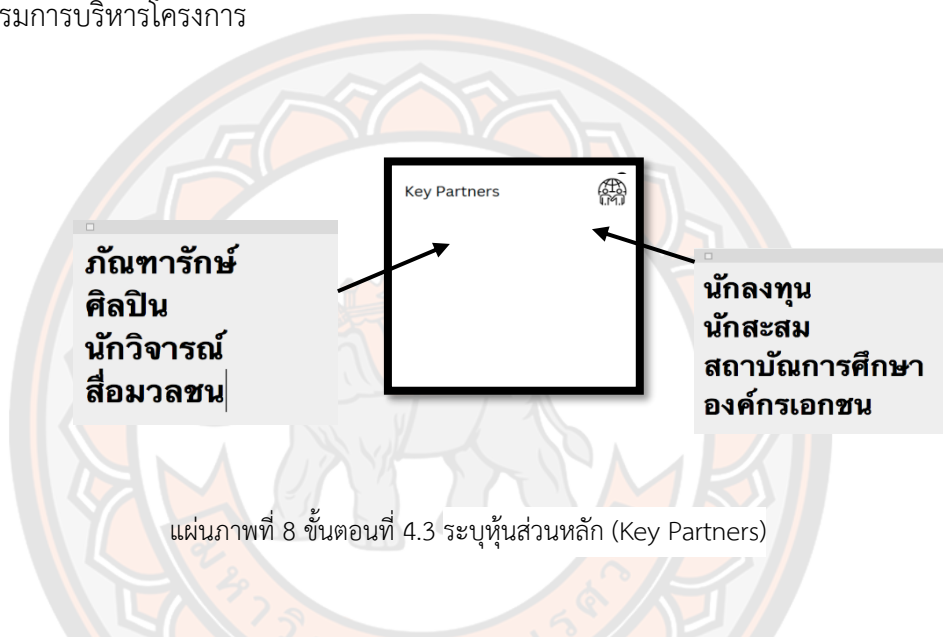 รมการบริหารโครงการ
Key Partners
ภัณฑารักษ์
ศิลปิน
นักวิจารณ์
สื่อมวลชน
นักลงทุน
นักสะสม
สถาบัณการศึกษา
องค์กรเอกชน
แผ่นภาพที่ 8 ขั้นตอนที่ 4.3 ระบุหุ้นส่วนหลัก (Key Partners)